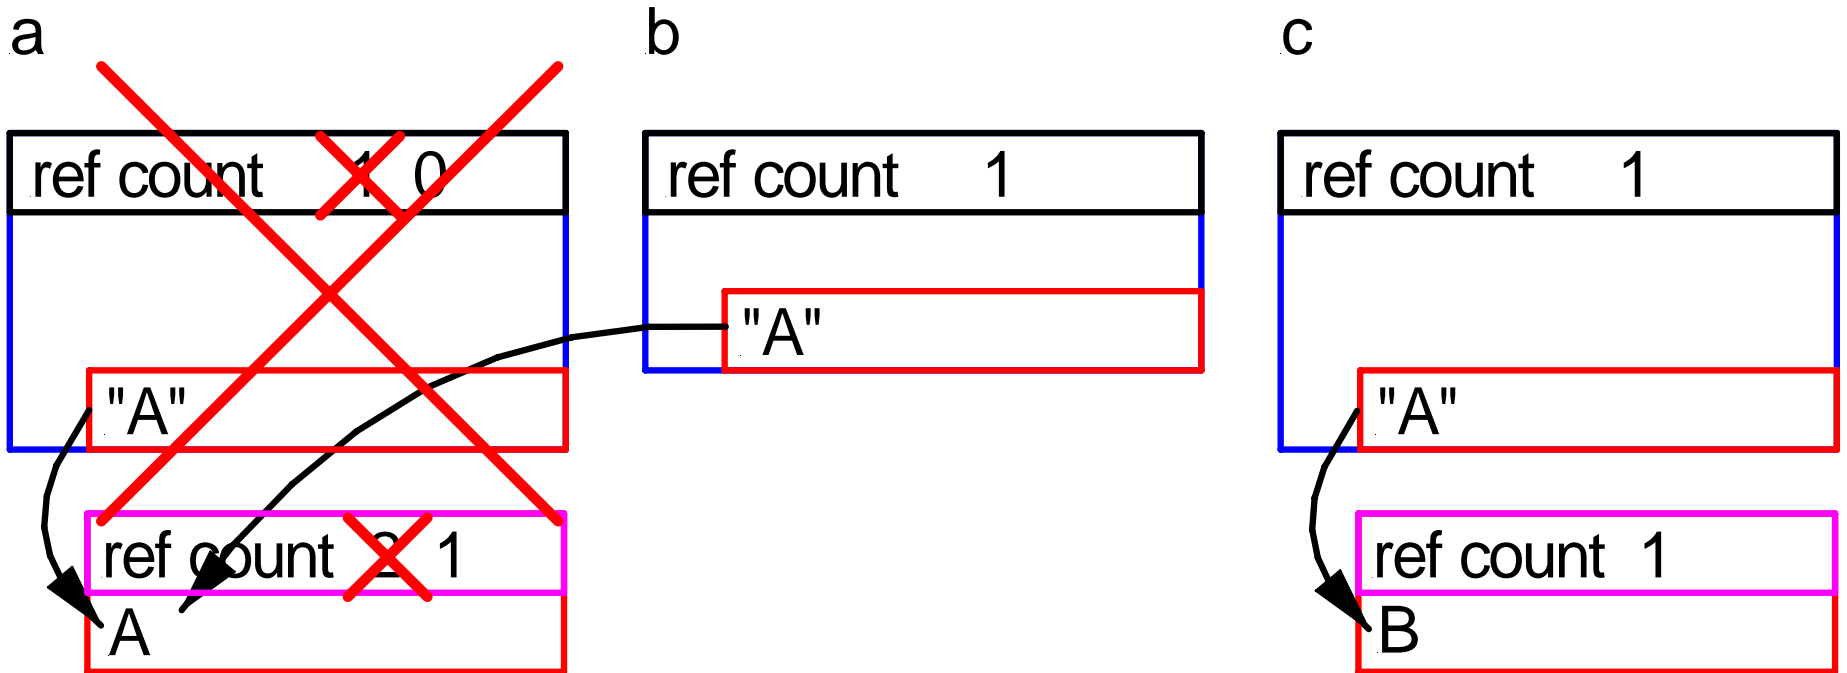 a
b
c
ref count 1 0
ref count 1
ref count 1
"A"
"A"
"A"
ref count 2 1
ref count 1
A
B